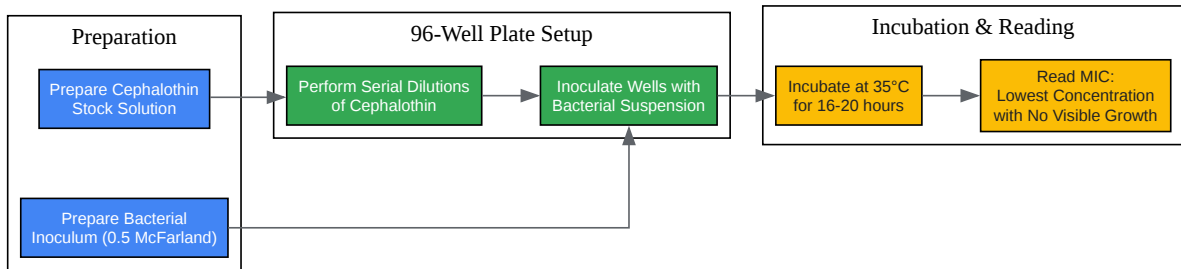 Preparation
Prepare Cephalothin
Stock Solution
Prepare Bacterial
Inoculum (0.5 McFarland)
96-Well Plate Setup
Perform Serial Dilutions
of Cephalothin
Inoculate Wells with
Bacterial Suspension
Incubation & Reading
Incubate at 35°C
for 16-20 hours
Read MIC:
Lowest Concentration
with No Visible Growth